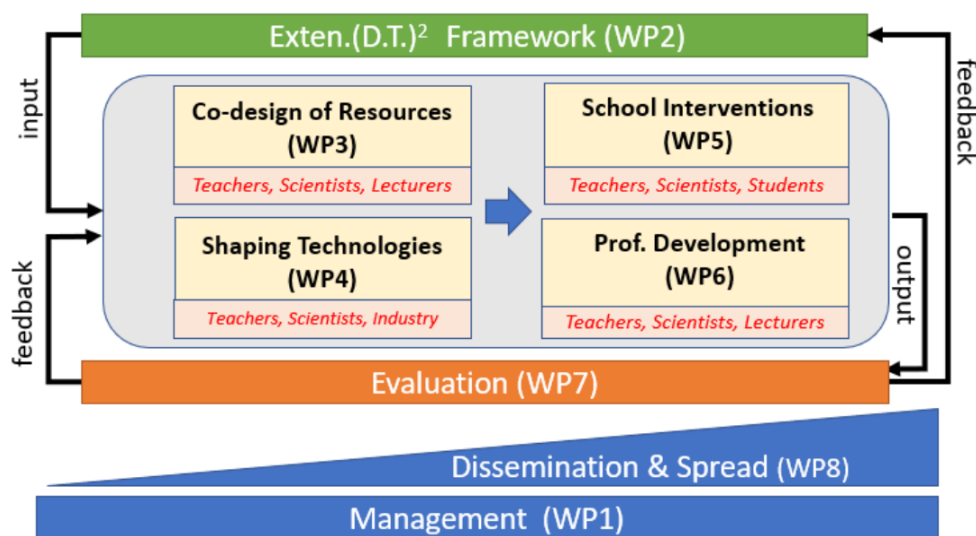 Exten.(D.T.)² Framework (WP2)
input
feedback
Co-design of Resources
(WP3)
Teachers, Scientists, Lecturers
School Interventions
(WP5)
Teachers, Scientists, Students
Shaping Technologies
(WP4)
Teachers, Scientists, Industry
Prof. Development
(WP6)
Teachers, Scientists, Lecturers
feedback
output
Evaluation (WP7)
Dissemination & Spread (WP8)
Management (WP1)